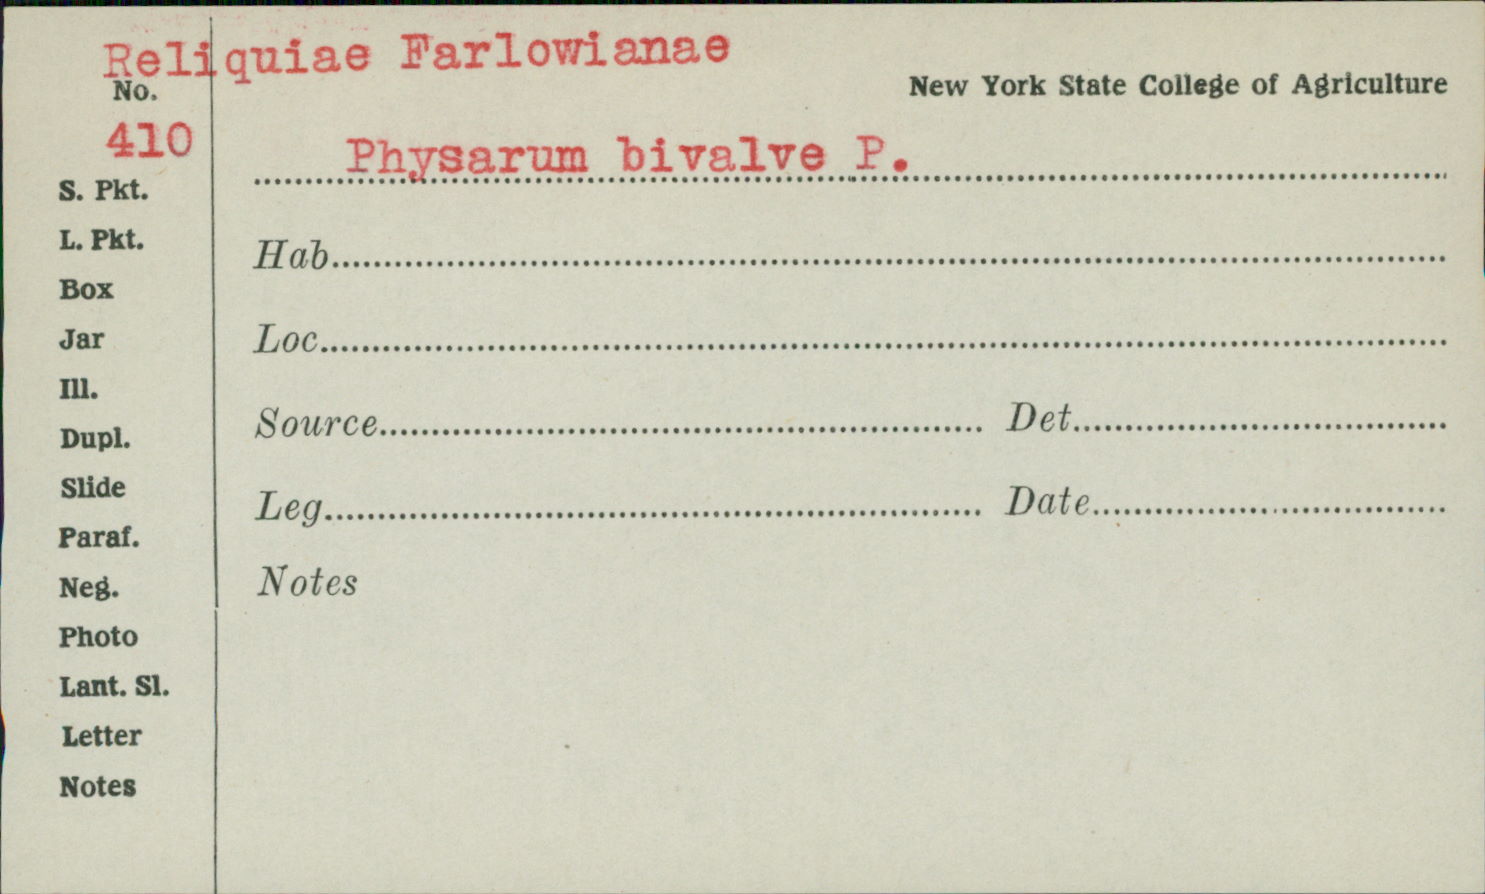 Reliquiae Farlowianae
No.
New York State College of Agriculture
410
Physarum bivalve P.
S. Pkt.
L. Pkt.
Hab
Box
Jar
Loc
Ill.
Dupl.
Source Det
Slide
Leg Date
Paraf.
Neg.
Notes
Photo
Lant. Sl.
Letter
Notes